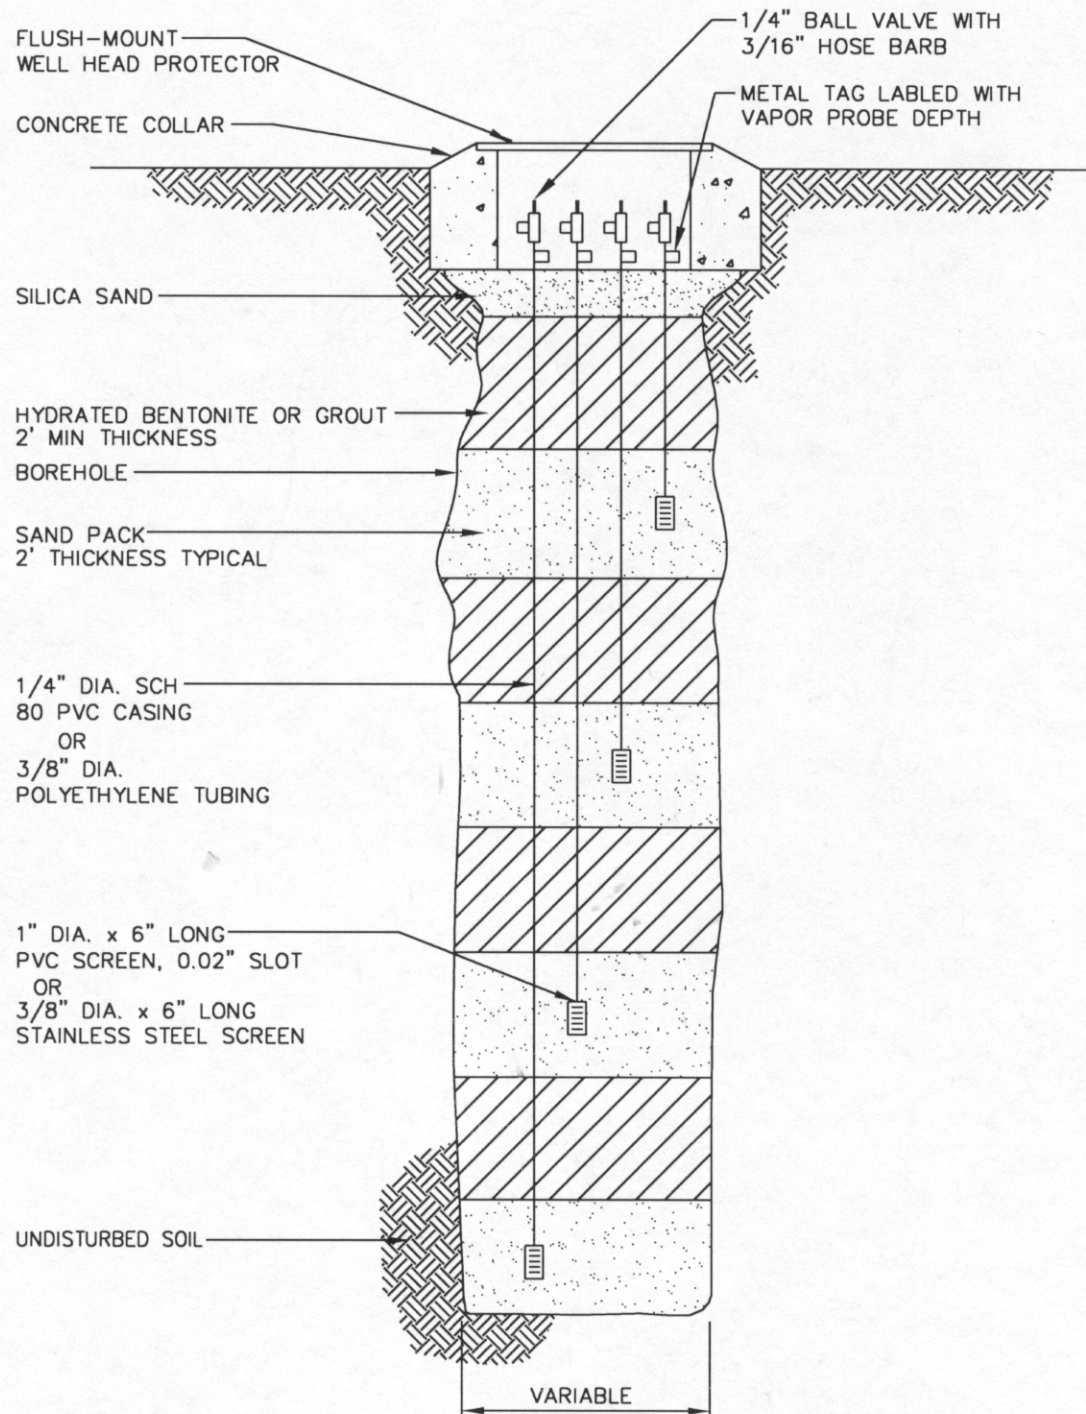 FLUSH-MOUNT
WELL HEAD PROTECTOR
CONCRETE COLLAR
1/4" BALL VALVE WITH
3/16" HOSE BARB
METAL TAG LABLED WITH
VAPOR PROBE DEPTH
SILICA SAND
HYDRATED BENTONITE OR GROUT
2' MIN THICKNESS
BOREHOLE
SAND PACK
2' THICKNESS TYPICAL
1/4" DIA. SCH
80 PVC CASING
OR
3/8" DIA.
POLYETHYLENE TUBING
1" DIA. x 6" LONG
PVC SCREEN, 0.02" SLOT
OR
3/8" DIA. x 6" LONG
STAINLESS STEEL SCREEN
UNDISTURBED SOIL
VARIABLE